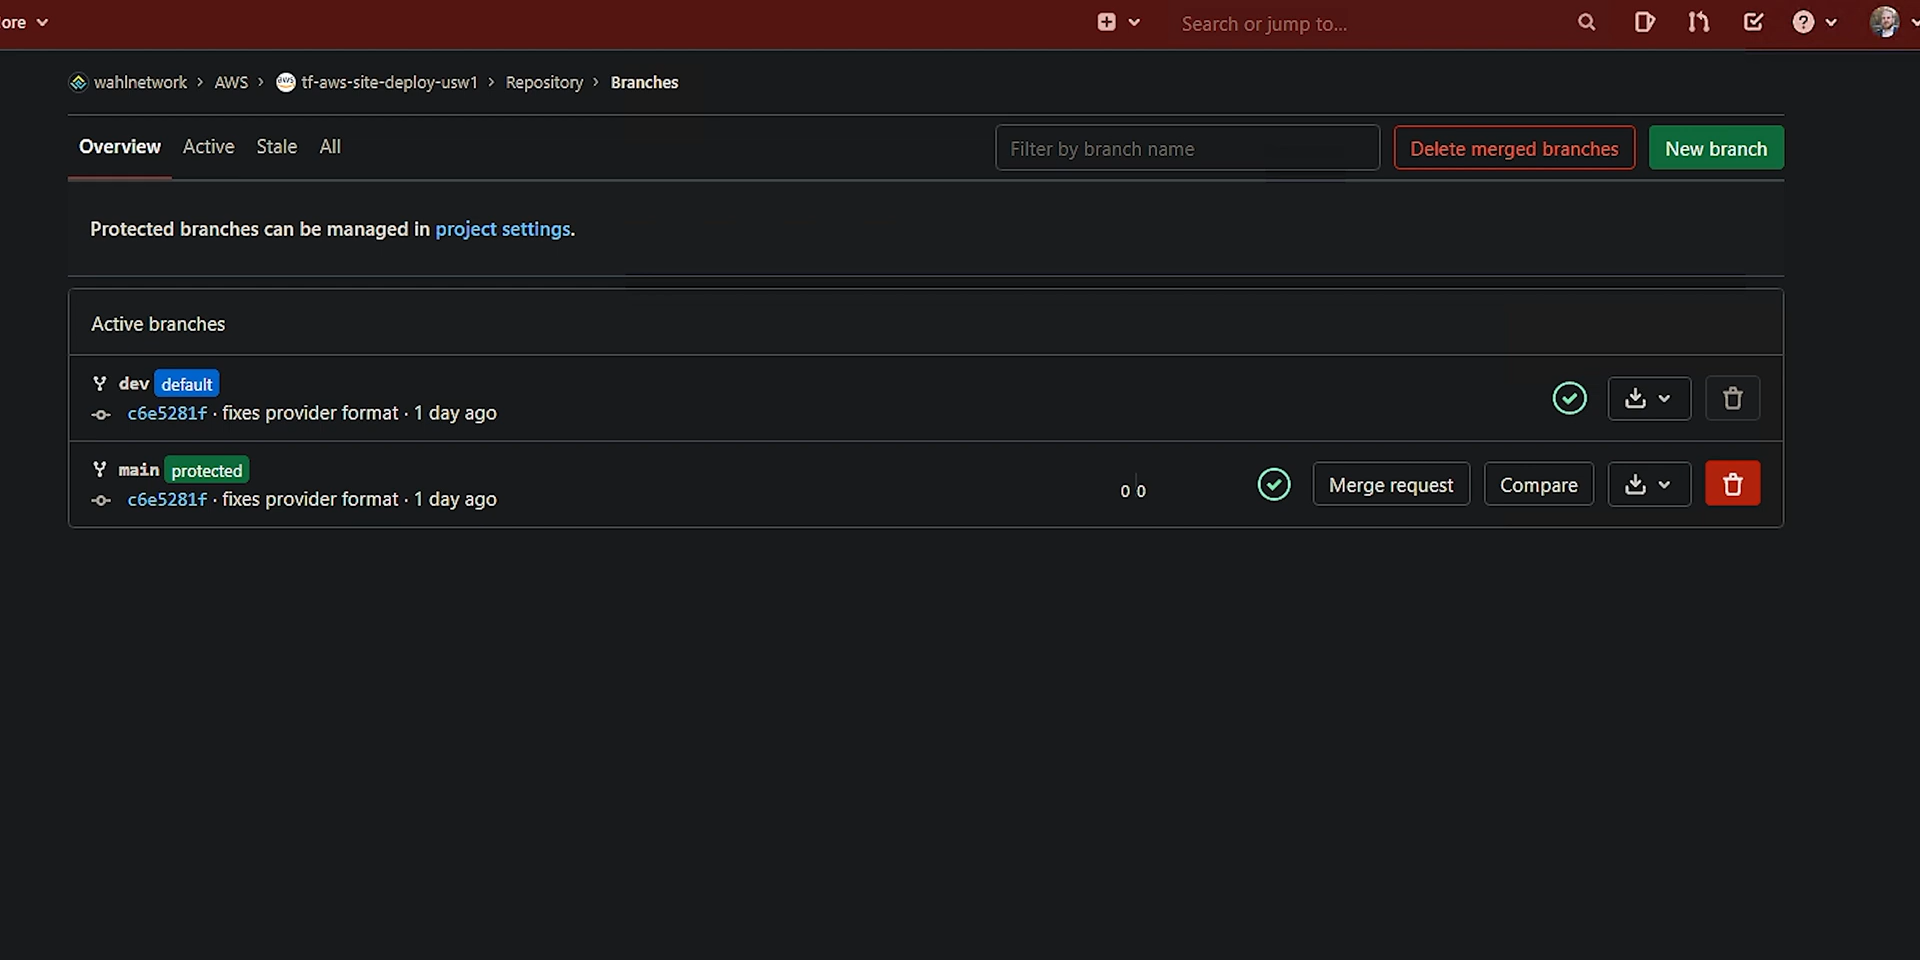 ore
Search or jump to...
wahlnetwork › AWS › tf-aws-site-deploy-usw1 › Repository › Branches
Overview Active Stale All
Filter by branch name
Delete merged branches
New branch
Protected branches can be managed in project settings.
Active branches
dev default
c6e5281f · fixes provider format · 1 day ago
main protected
c6e5281f · fixes provider format · 1 day ago
0 0
Merge request
Compare